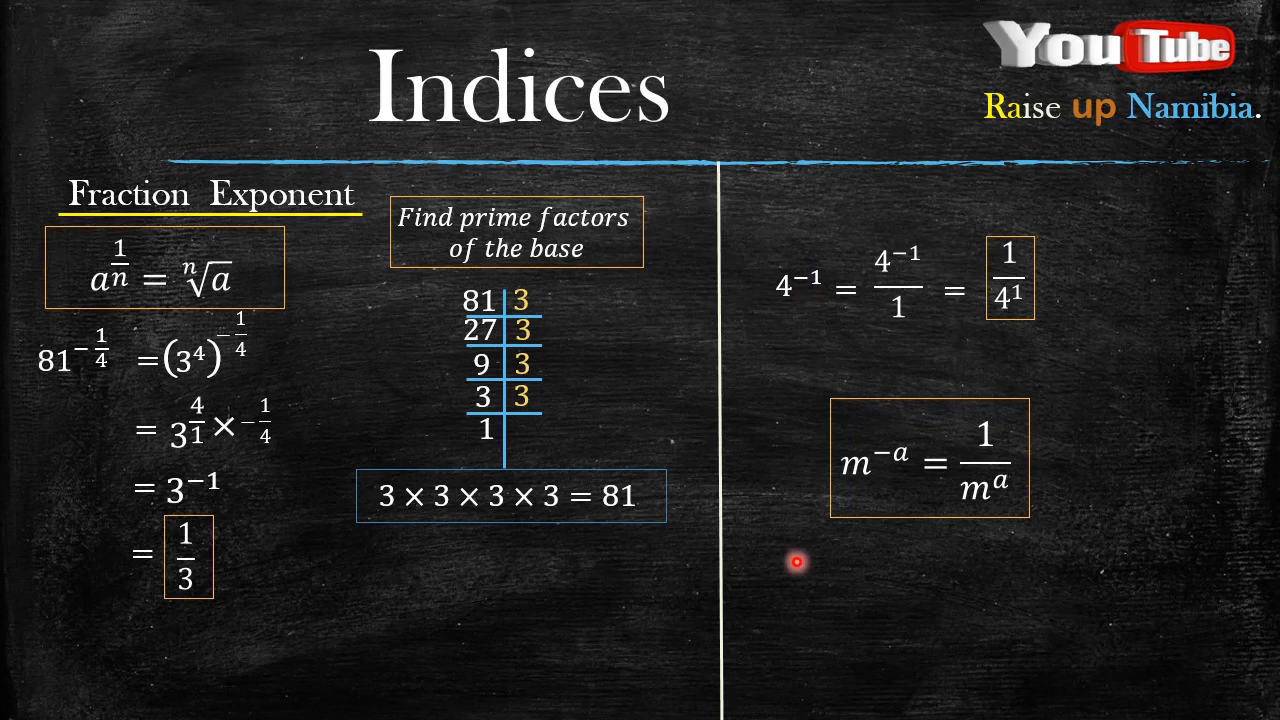 Indices
YouTube
Raise up Namibia.
Fraction Exponent
a^(1/n) = ⁿ√a
81^(−1/4) = (3⁴)^(−1/4)
= 3^(4/1 × −1/4)
= 3⁻¹
= 1/3
Find prime factors
of the base
81 | 3
27 | 3
9 | 3
3 | 3
1 |
3 × 3 × 3 × 3 = 81
4⁻¹ = 4⁻¹/1 = 1/4¹
m⁻ᵃ = 1/mᵃ